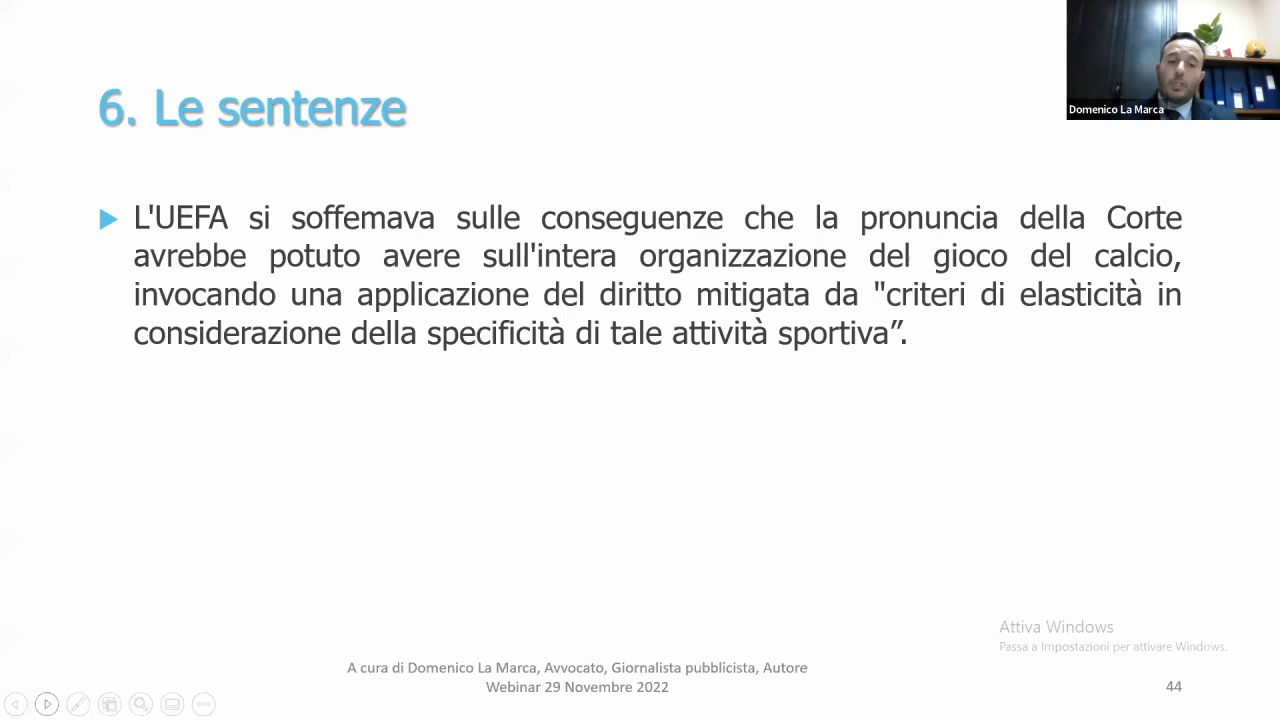 Domenico La Marca
6. Le sentenze
L'UEFA si soffemava sulle conseguenze che la pronuncia della Corte
avrebbe potuto avere sull'intera organizzazione del gioco del calcio,
invocando una applicazione del diritto mitigata da "criteri di elasticità in
considerazione della specificità di tale attività sportiva”.
Attiva Windows
Passa a Impostazioni per attivare Windows.
A cura di Domenico La Marca, Avvocato, Giornalista pubblicista, Autore
Webinar 29 Novembre 2022
44